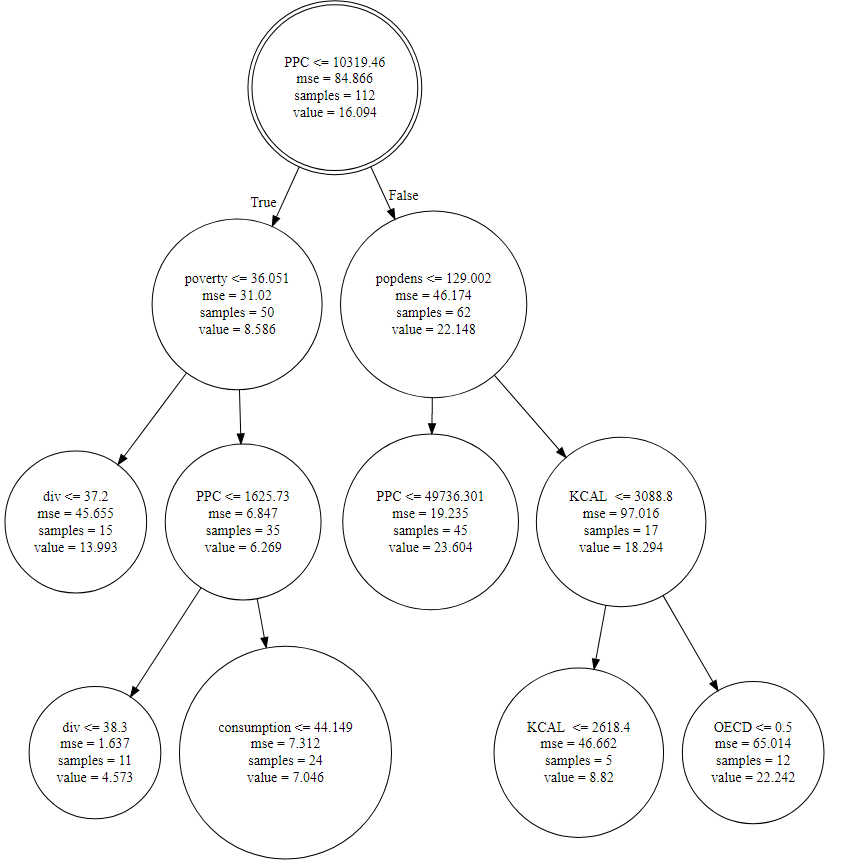 PPC <= 10319.46
mse = 84.866
samples = 112
value = 16.094
True
False
poverty <= 36.051
mse = 31.02
samples = 50
value = 8.586
popdens <= 129.002
mse = 46.174
samples = 62
value = 22.148
div <= 37.2
mse = 45.655
samples = 15
value = 13.993
PPC <= 1625.73
mse = 6.847
samples = 35
value = 6.269
PPC <= 49736.301
mse = 19.235
samples = 45
value = 23.604
KCAL  <= 3088.8
mse = 97.016
samples = 17
value = 18.294
div <= 38.3
mse = 1.637
samples = 11
value = 4.573
consumption <= 44.149
mse = 7.312
samples = 24
value = 7.046
KCAL  <= 2618.4
mse = 46.662
samples = 5
value = 8.82
OECD <= 0.5
mse = 65.014
samples = 12
value = 22.242